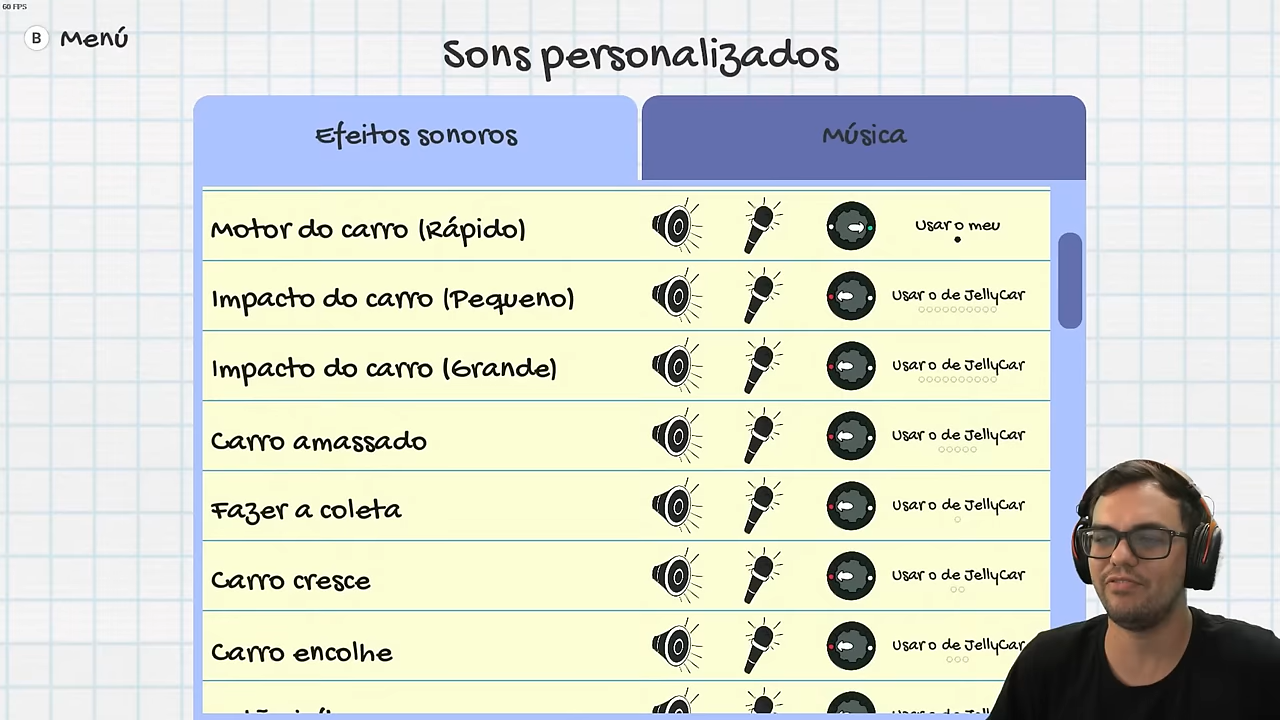 60 FPS
B Menú
Sons personalizados
Efeitos sonoros
Música
Motor do carro (Rápido)
Usar o meu
Impacto do carro (Pequeno)
Usar o de JellyCar
Impacto do carro (Grande)
Usar o de JellyCar
Carro amassado
Usar o de JellyCar
Fazer a coleta
Usar o de JellyCar
Carro cresce
Usar o de JellyCar
Carro encolhe
Usar o de JellyCar